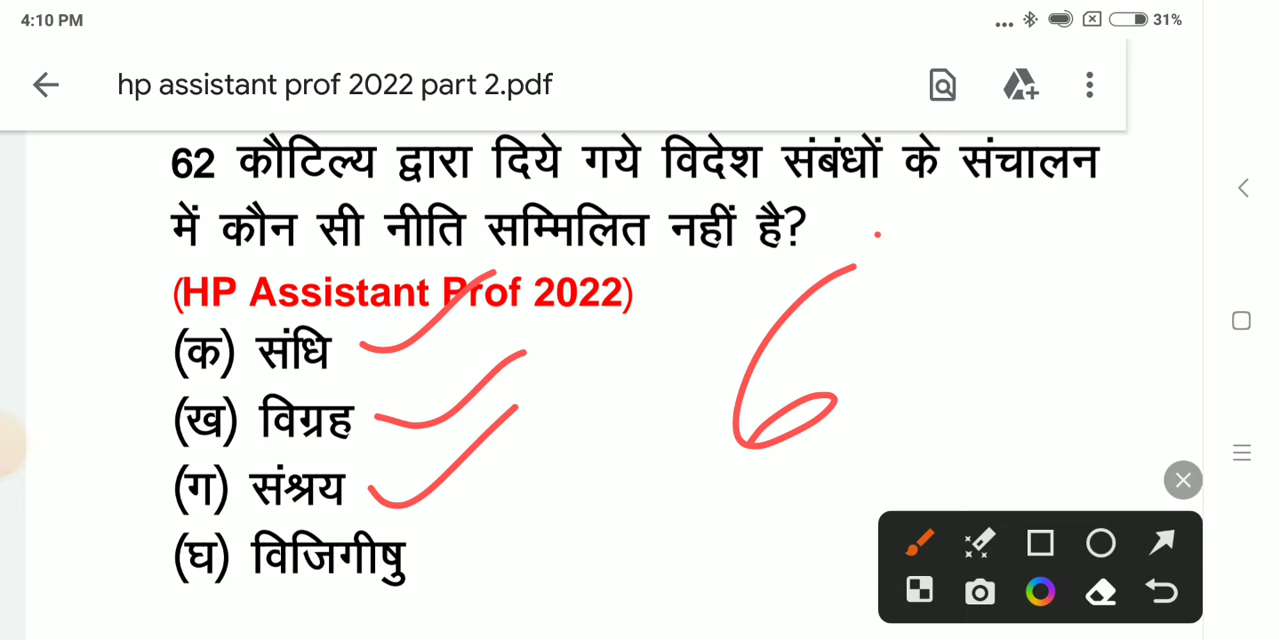 4:10 PM
31%
hp assistant prof 2022 part 2.pdf
62 कौटिल्य द्वारा दिये गये विदेश संबंधों के संचालन
में कौन सी नीति सम्मिलित नहीं है?
(HP Assistant Prof 2022)
(क) संधि
(ख) विग्रह
(ग) संश्रय
(घ) विजिगीषु
6